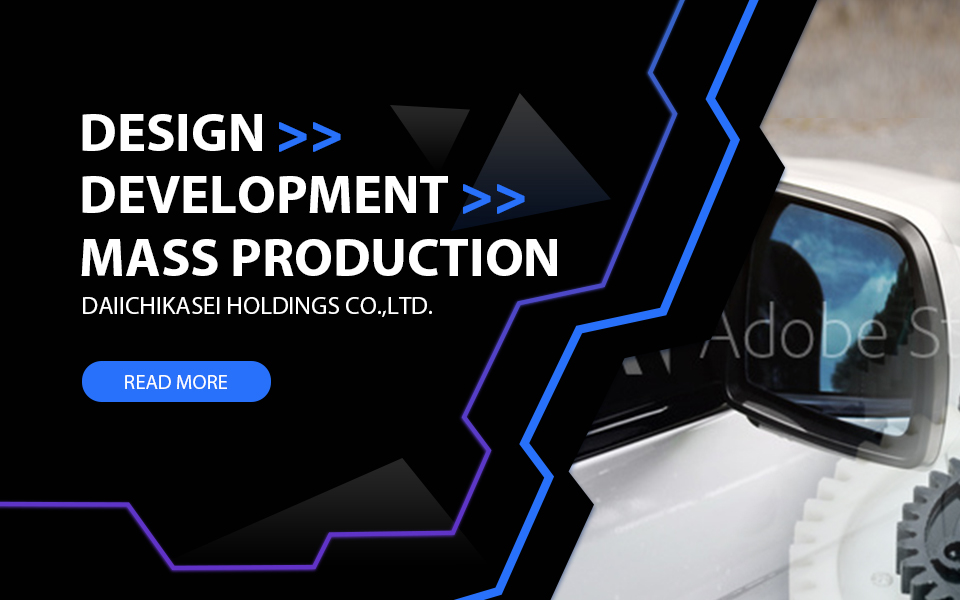 DESIGN >>
DEVELOPMENT >>
MASS PRODUCTION
DAIICHIKASEI HOLDINGS CO.,LTD.
READ MORE
Adobe St